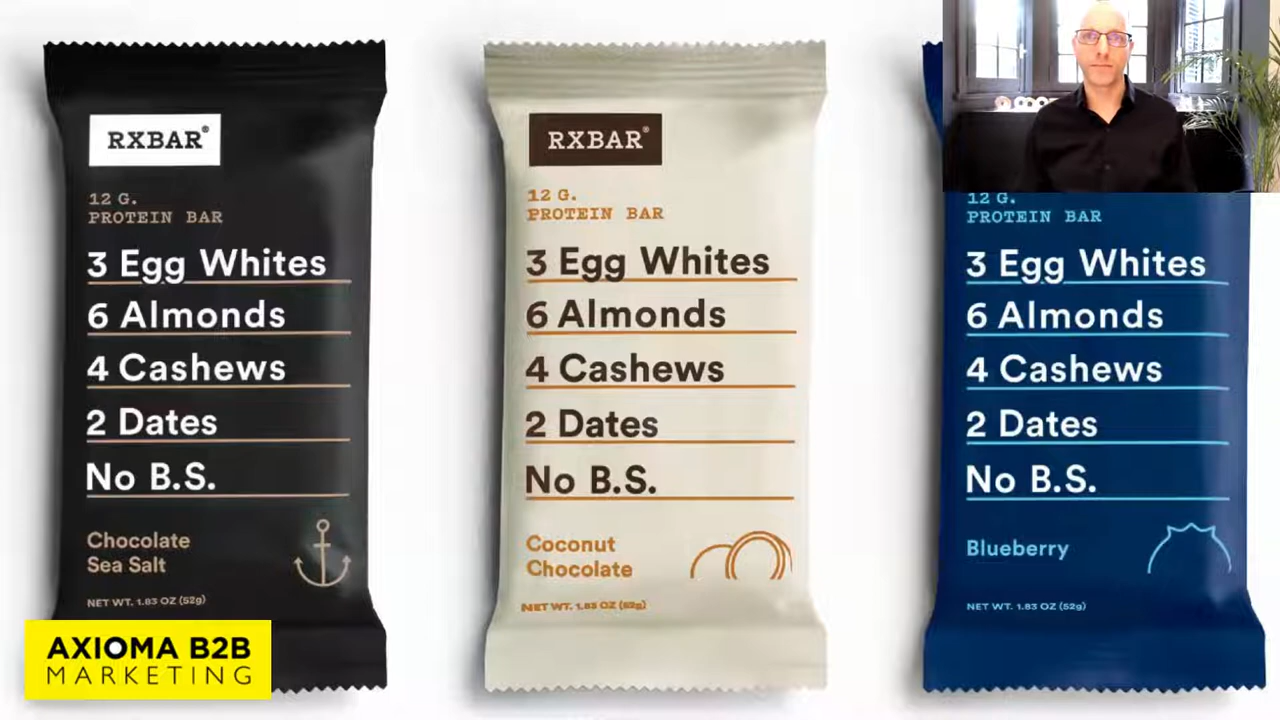 RXBAR®
12 G.
PROTEIN BAR
3 Egg Whites
6 Almonds
4 Cashews
2 Dates
No B.S.
Chocolate
Sea Salt
NET WT. 1.83 OZ (52g)
RXBAR®
12 G.
PROTEIN BAR
3 Egg Whites
6 Almonds
4 Cashews
2 Dates
No B.S.
Coconut
Chocolate
NET WT. 1.83 OZ (52g)
12 G.
PROTEIN BAR
3 Egg Whites
6 Almonds
4 Cashews
2 Dates
No B.S.
Blueberry
NET WT. 1.83 OZ (52g)
AXIOMA B2B
MARKETING